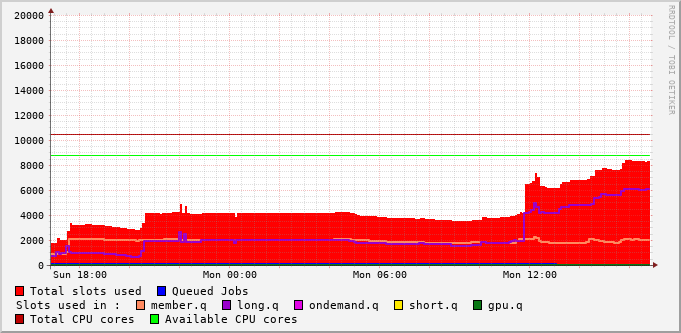 20000
18000
16000
14000
12000
10000
8000
6000
4000
2000
0
Sun 18:00 Mon 00:00 Mon 06:00 Mon 12:00
Total slots used Queued Jobs
Slots used in : member.q long.q ondemand.q short.q gpu.q
Total CPU cores Available CPU cores
RRDTOOL / TOBI OETIKER